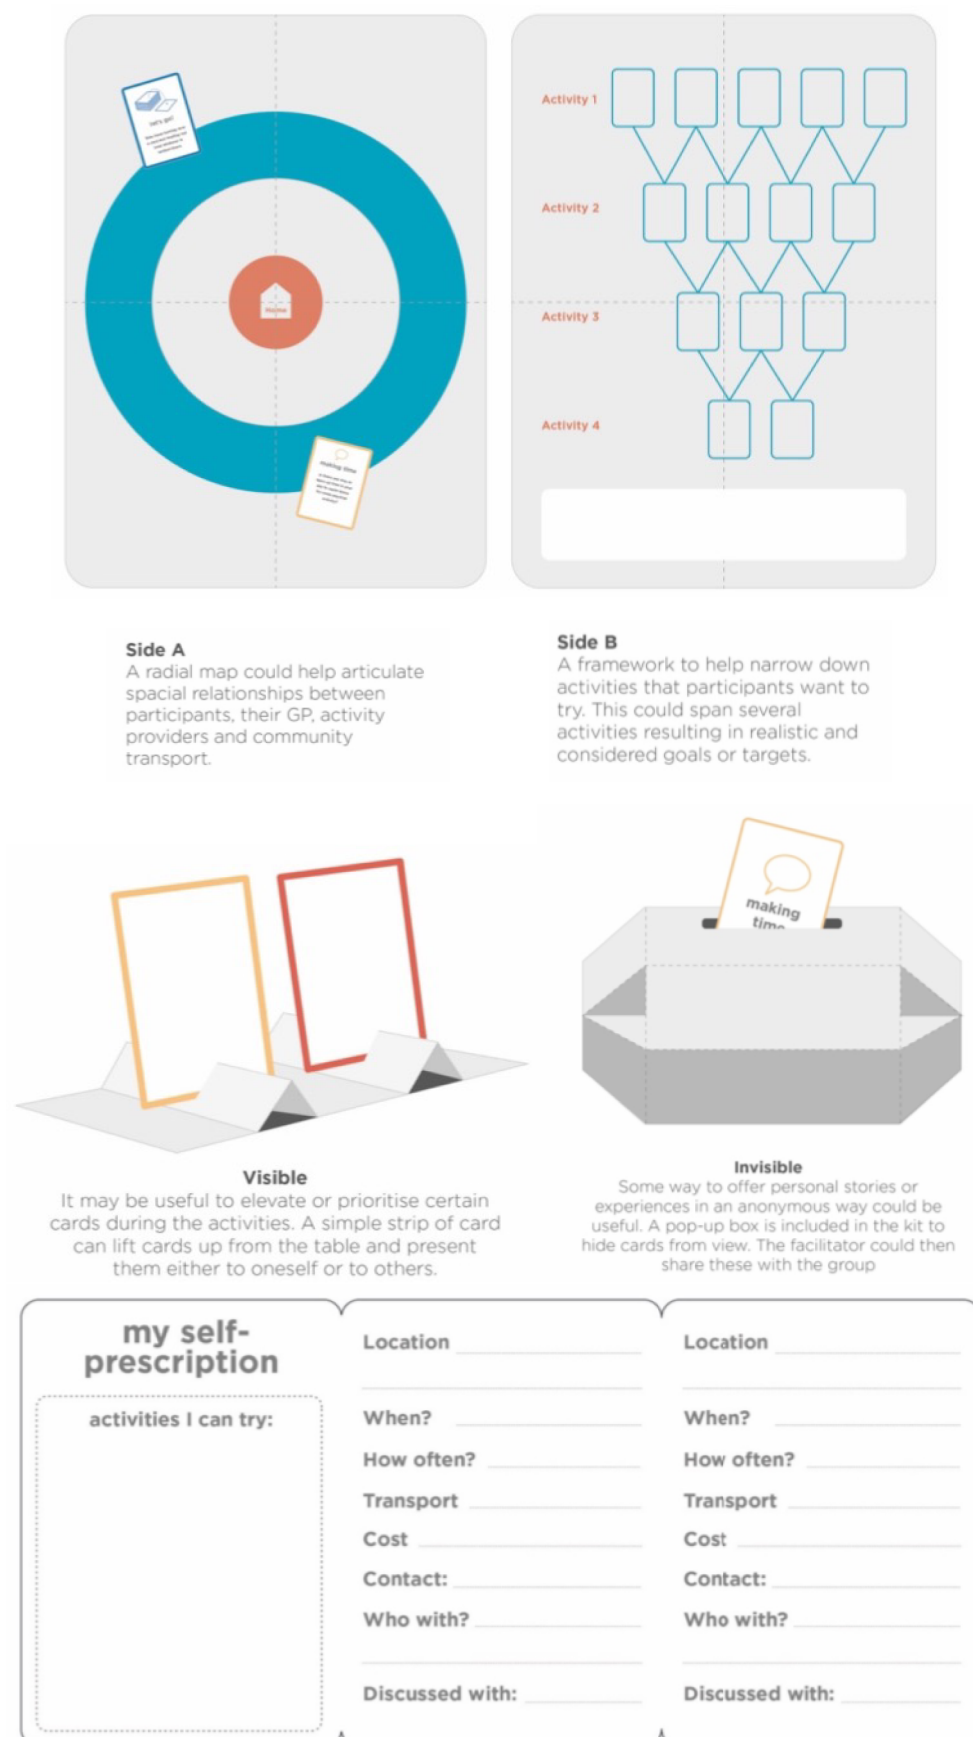 let's go!
Home
making time
Activity 1
Activity 2
Activity 3
Activity 4
Side A
A radial map could help articulate
spacial relationships between
participants, their GP, activity
providers and community
transport.
Side B
A framework to help narrow down
activities that participants want to
try. This could span several
activities resulting in realistic and
considered goals or targets.
making
time
Visible
It may be useful to elevate or prioritise certain
cards during the activities. A simple strip of card
can lift cards up from the table and present
them either to oneself or to others.
Invisible
Some way to offer personal stories or
experiences in an anonymous way could be
useful. A pop-up box is included in the kit to
hide cards from view. The facilitator could then
share these with the group
my self-
prescription
activities I can try:
Location
When?
How often?
Transport
Cost
Contact:
Who with?
Discussed with:
Location
When?
How often?
Transport
Cost
Contact:
Who with?
Discussed with: